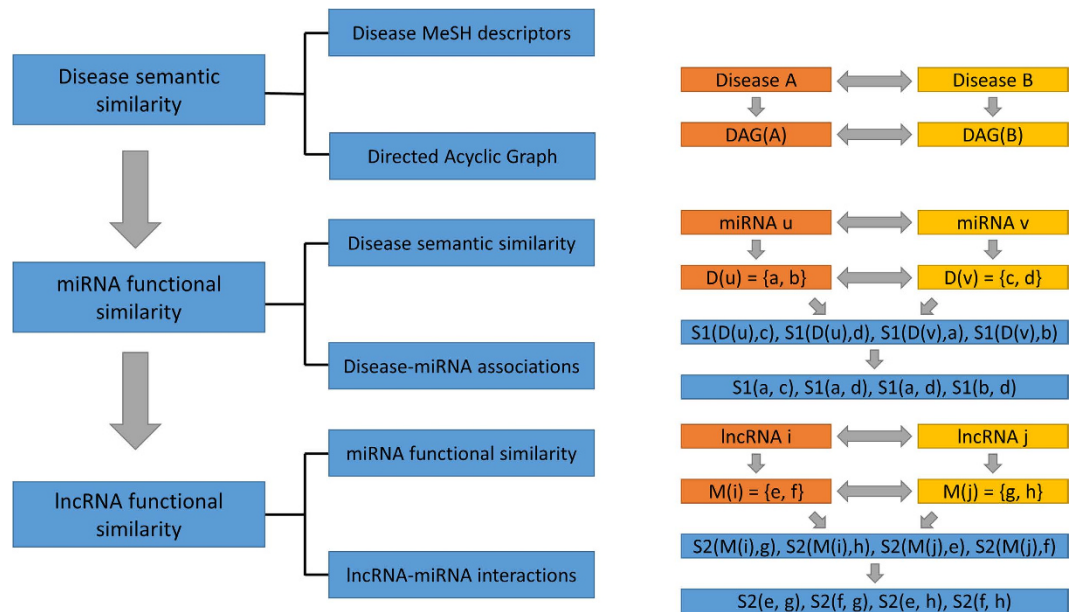 Disease semantic
similarity
Disease MeSH descriptors
Directed Acyclic Graph
miRNA functional
similarity
Disease semantic similarity
Disease-miRNA associations
lncRNA functional
similarity
miRNA functional similarity
lncRNA-miRNA interactions
Disease A
Disease B
DAG(A)
DAG(B)
miRNA u
miRNA v
D(u) = {a, b}
D(v) = {c, d}
S1(D(u),c), S1(D(u),d), S1(D(v),a), S1(D(v),b)
S1(a, c), S1(a, d), S1(a, d), S1(b, d)
lncRNA i
lncRNA j
M(i) = {e, f}
M(j) = {g, h}
S2(M(i),g), S2(M(i),h), S2(M(j),e), S2(M(j),f)
S2(e, g), S2(f, g), S2(e, h), S2(f, h)